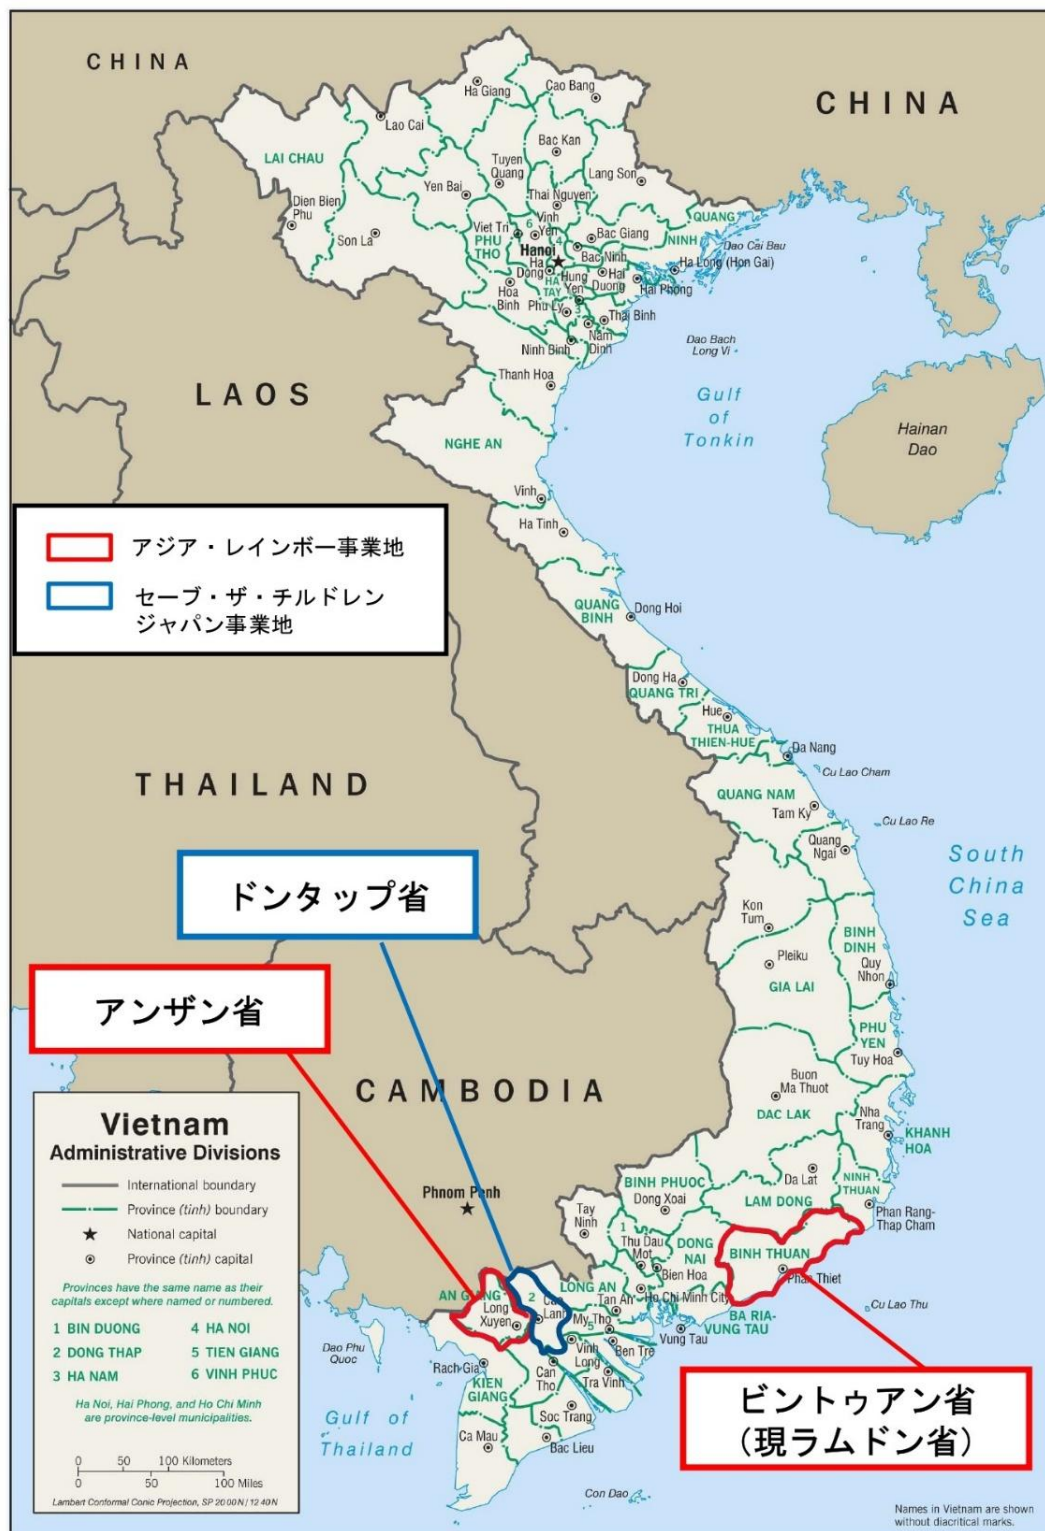 CHINA
CHINA
Ha Giang
Cao Bang
Lao Cai
LAI CHAU
Bac Kan
Tuyen
Quang
Lang Son
Dien Bien
Phu
Yen Bai
Thai Nguyen
Son La
Viet Tri
PHU
THO
6
Vinh
Yen
4
Bac Giang
QUANG
NINH
Dao Cai Bau
Hanoi
Bac Ninh
Ha Long (Hon Gai)
Ha
Dong
HA
TAY
Hung
Yen
Hai
Duong
Hai Phong
Hoa
Binh
Phu Ly
3
Thai Binh
Nam
Dinh
Ninh Binh
Dao Bach
Long Vi
Thanh Hoa
LAOS
Gulf
of
Tonkin
Hainan
Dao
NGHE AN
Vinh
Ha Tinh
アジア・レインボー事業地
セーブ・ザ・チルドレン
ジャパン事業地
QUANG
BINH
Dong Hoi
Dong Ha
QUANG TRI
Hue
THUA
THIEN-HUE
Da Nang
Cu Lao Cham
THAILAND
QUANG NAM
Tam Ky
Cu Lao Re
Quang
Ngai
South
China
Sea
ドンタップ省
Kon
Tum
BINH
DINH
Pleiku
Quy
Nhon
GIA LAI
アンザン省
PHU
YEN
Tuy Hoa
CAMBODIA
Buon
Ma Thuot
DAC LAK
Nha
Trang
KHANH
HOA
Vietnam
Administrative Divisions
International boundary
Province (tinh) boundary
National capital
Province (tinh) capital
Provinces have the same name as their
capitals except where named or numbered.
1 BIN DUONG
2 DONG THAP
3 HA NAM
4 HA NOI
5 TIEN GIANG
6 VINH PHUC
Ha Noi, Hai Phong, and Ho Chi Minh
are province-level municipalities.
0 50 100 Kilometers
0 50 100 Miles
Lambert Conformal Conic Projection, SP 20 00 N / 12 40 N
Phnom Penh
BINH PHUOC
Dong Xoai
Da Lat
LAM DONG
NINH
THUAN
Phan Rang-
Thap Cham
Tay
Ninh
1
Thu Dau
Mot
DONG
NAI
BINH THUAN
Phan Thiet
Bien Hoa
AN GIANG
LONG AN
2
Cao
Lanh
Tan An
Ho Chi Minh City
BA RIA-
VUNG TAU
Cu Lao Thu
Long
Xuyen
My Tho
5
Vung Tau
Ben Tre
Dao Phu
Quoc
Rach Gia
Vinh
Long
Can
Tho
Tra Vinh
KIEN
GIANG
Soc Trang
Gulf of
Thailand
Ca Mau
Bac Lieu
Con Dao
ビントゥアン省
（現ラムドン省）
Names in Vietnam are shown
without diacritical marks.